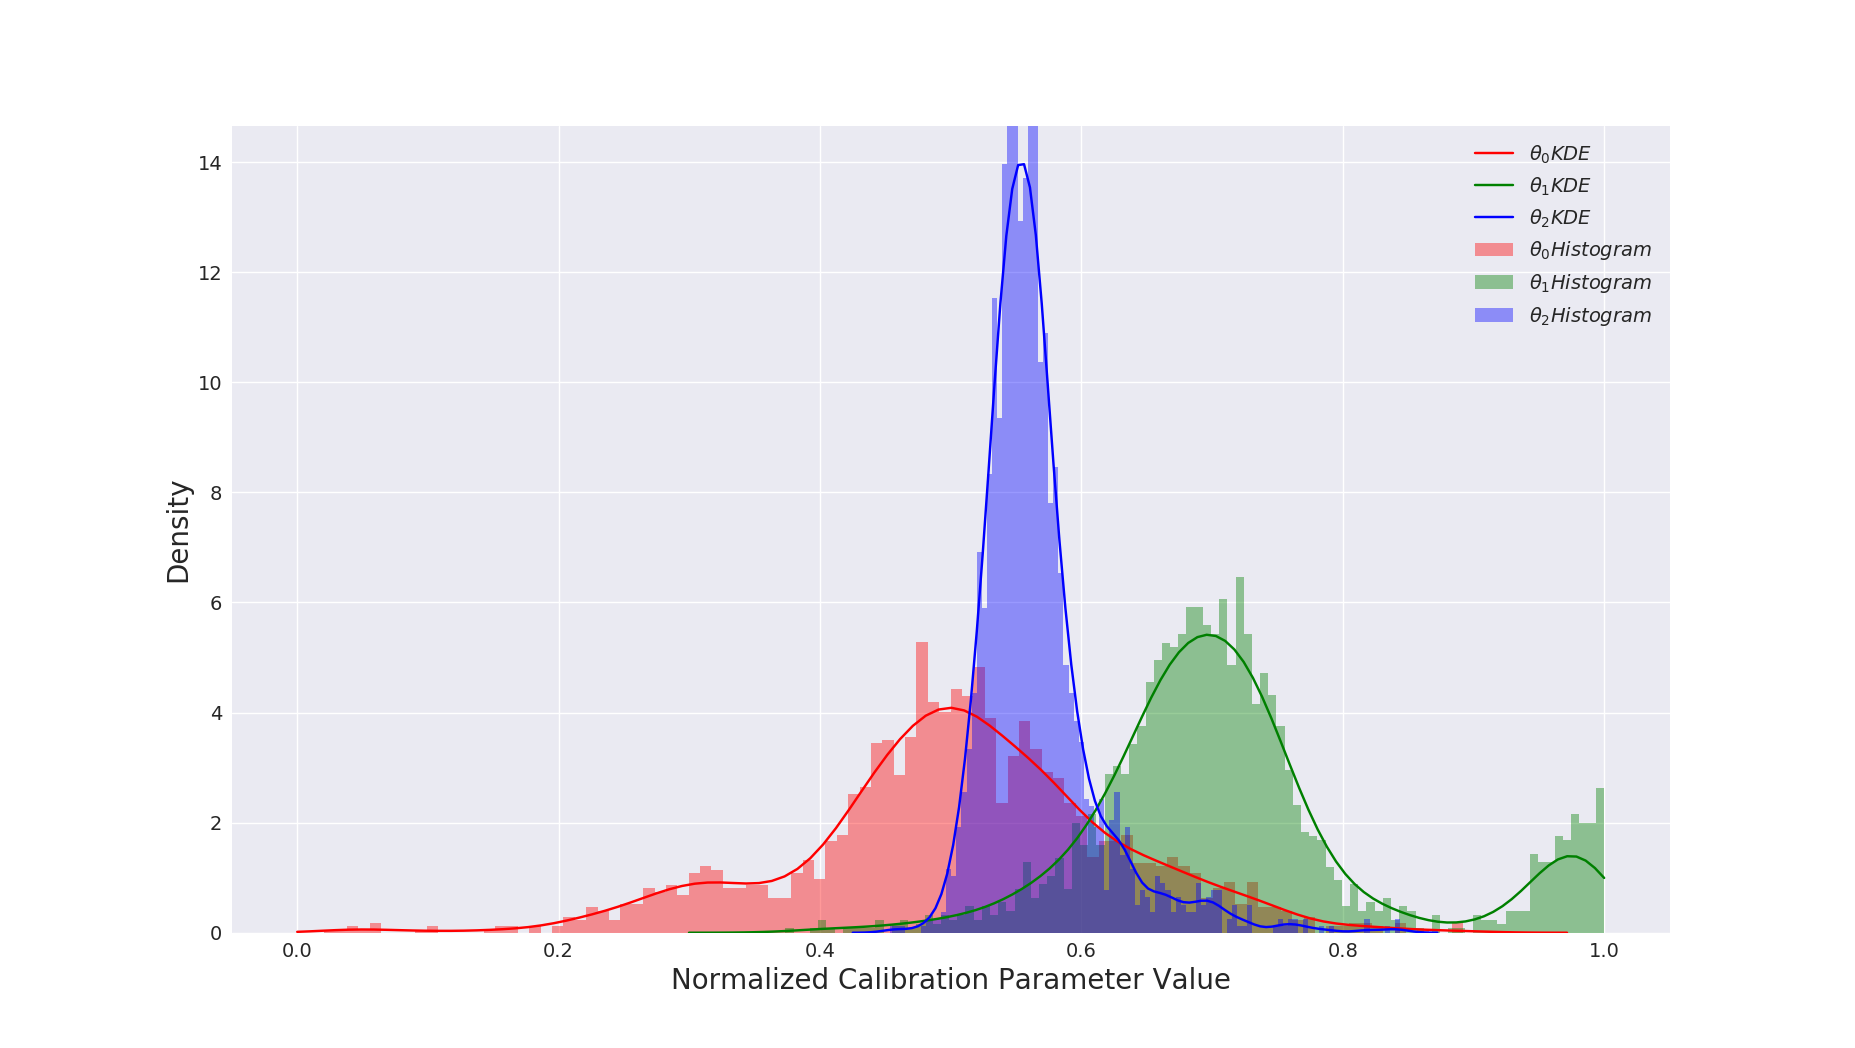 θ₀KDE
θ₁KDE
θ₂KDE
θ₀Histogram
θ₁Histogram
θ₂Histogram
14
12
10
8
6
4
2
0
Density
0.0 0.2 0.4 0.6 0.8 1.0
Normalized Calibration Parameter Value